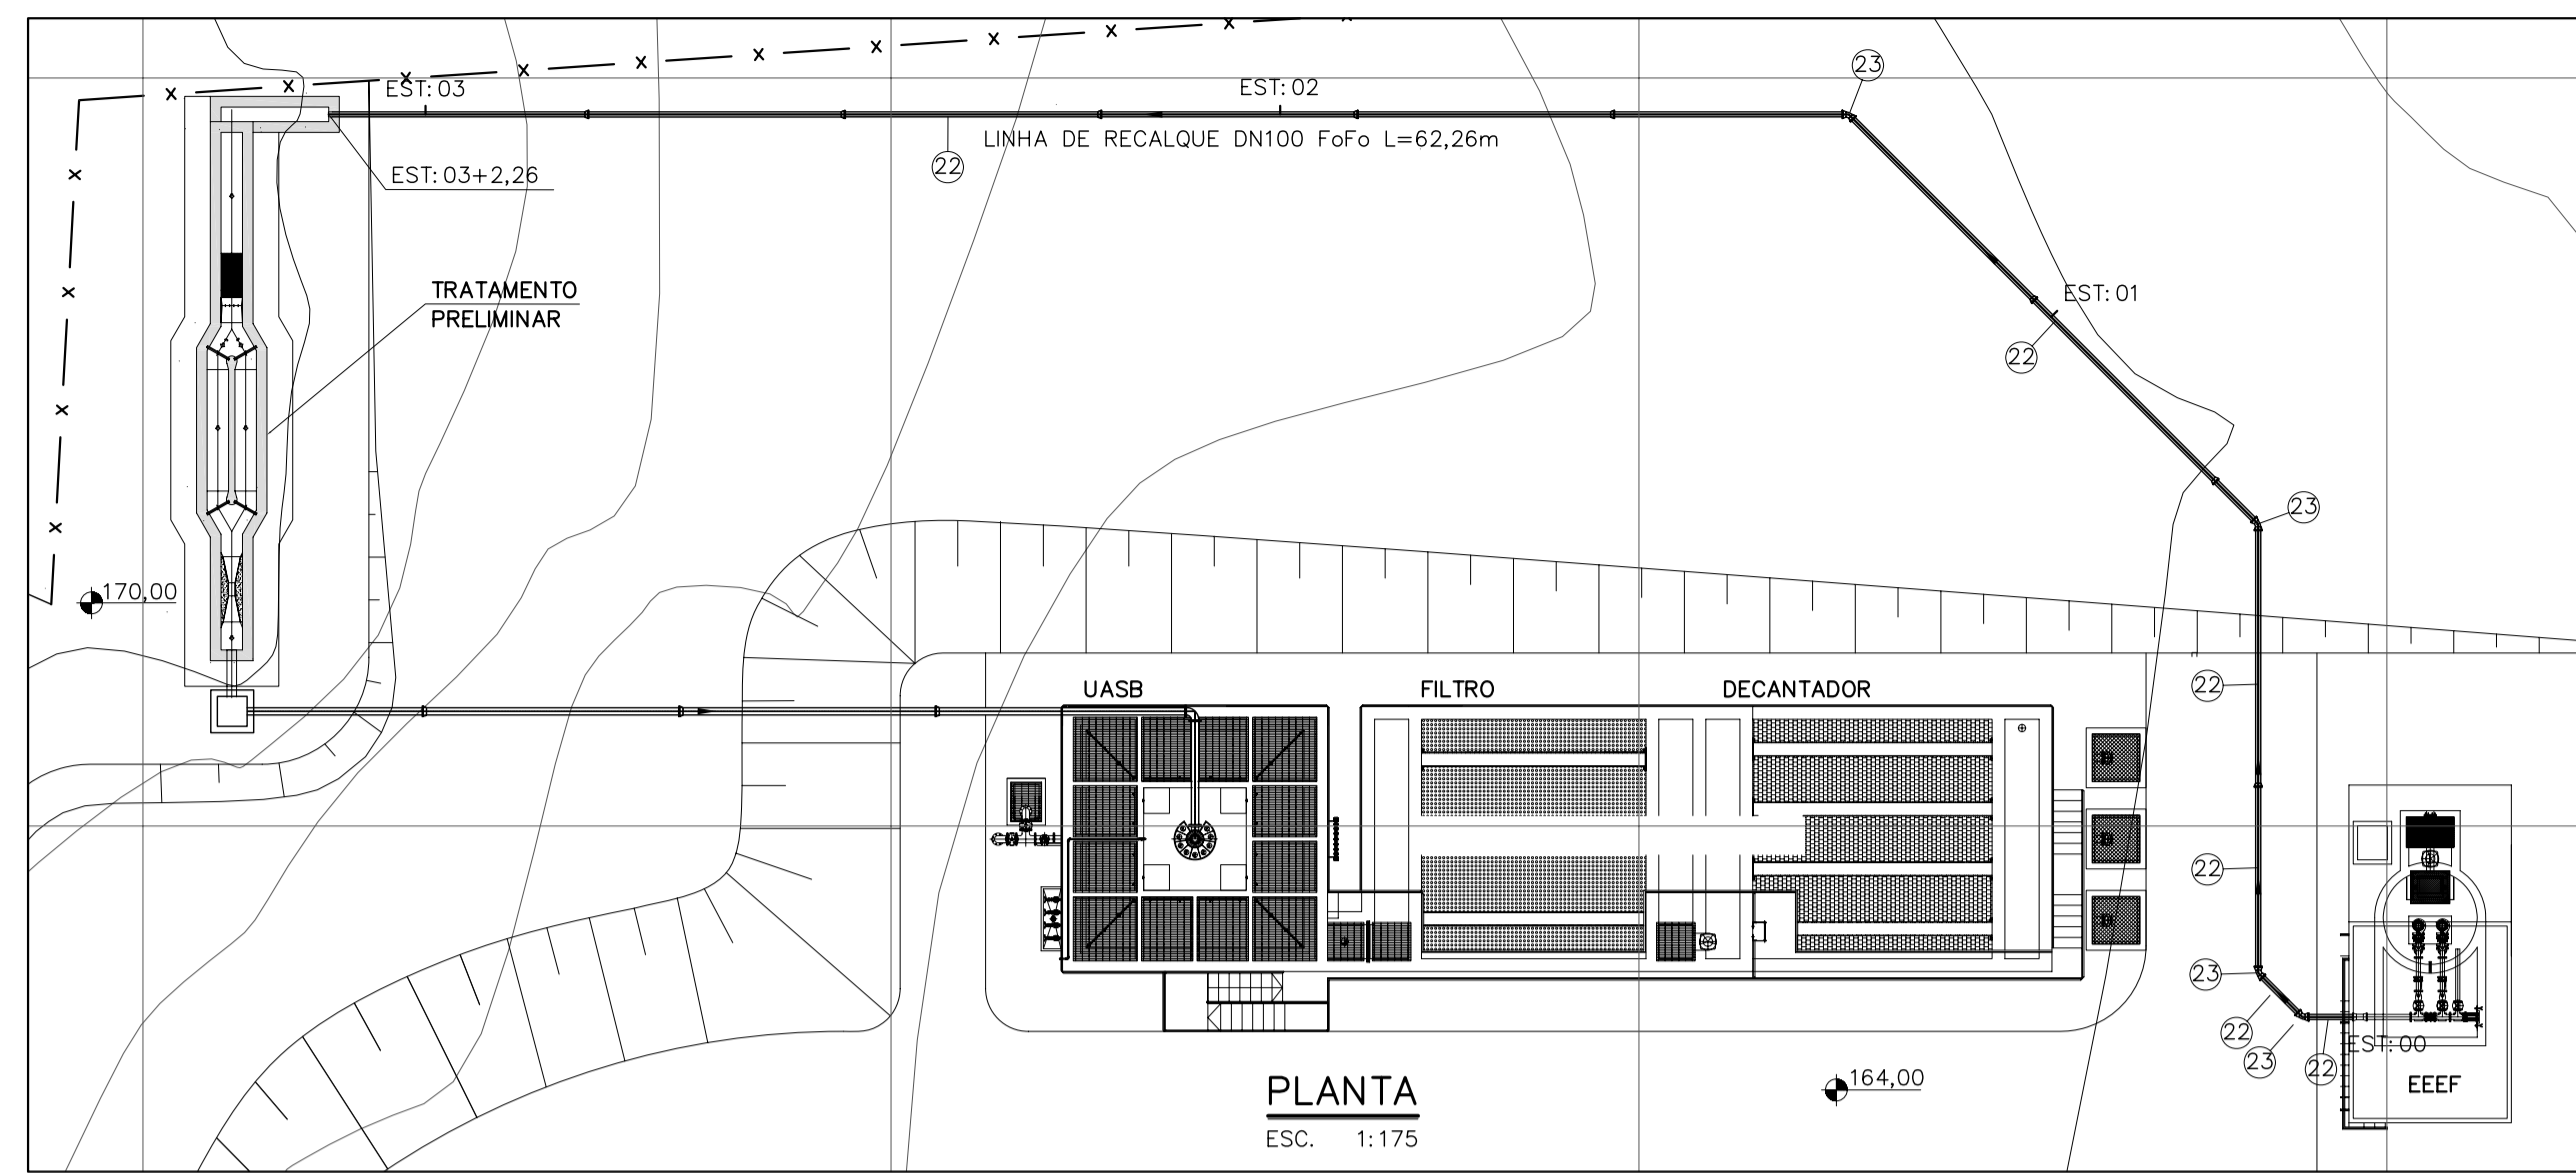 23
EST: 03
EST: 02
LINHA DE RECALQUE DN100 FoFo L=62,26m
22
EST: 03+2,26
TRATAMENTO
PRELIMINAR
EST: 01
22
23
170,00
UASB
FILTRO
DECANTADOR
22
22
23
22
23
22
EST: 00
EEEF
PLANTA
ESC. 1:175
164,00